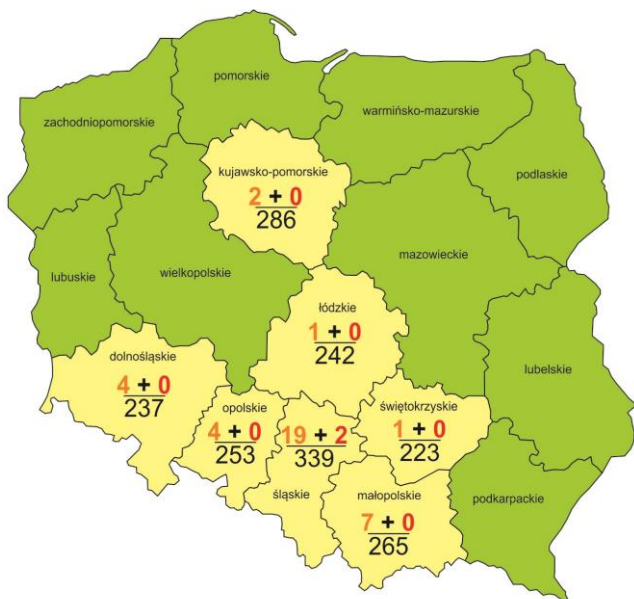 pomorskie
zachodniopomorskie
warmińsko-mazurskie
kujawsko-pomorskie
2 + 0
286
podlaskie
lubuskie
wielkopolskie
mazowieckie
łódzkie
1 + 0
242
dolnośląskie
4 + 0
237
lubelskie
opolskie
4 + 0
253
19 + 2
339
śląskie
świętokrzyskie
1 + 0
223
małopolskie
7 + 0
265
podkarpackie